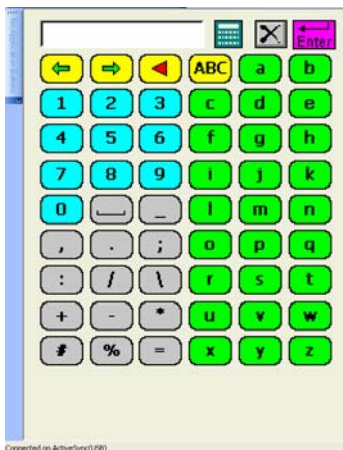 Enter
ABC a b
1 2 3 c d e
4 5 6 f g h
7 8 9 i j k
0 _ l m n
, . ; o p q
: / \ r s t
+ - * u v w
# % = x y z
Connected on ActiveSync(USB)